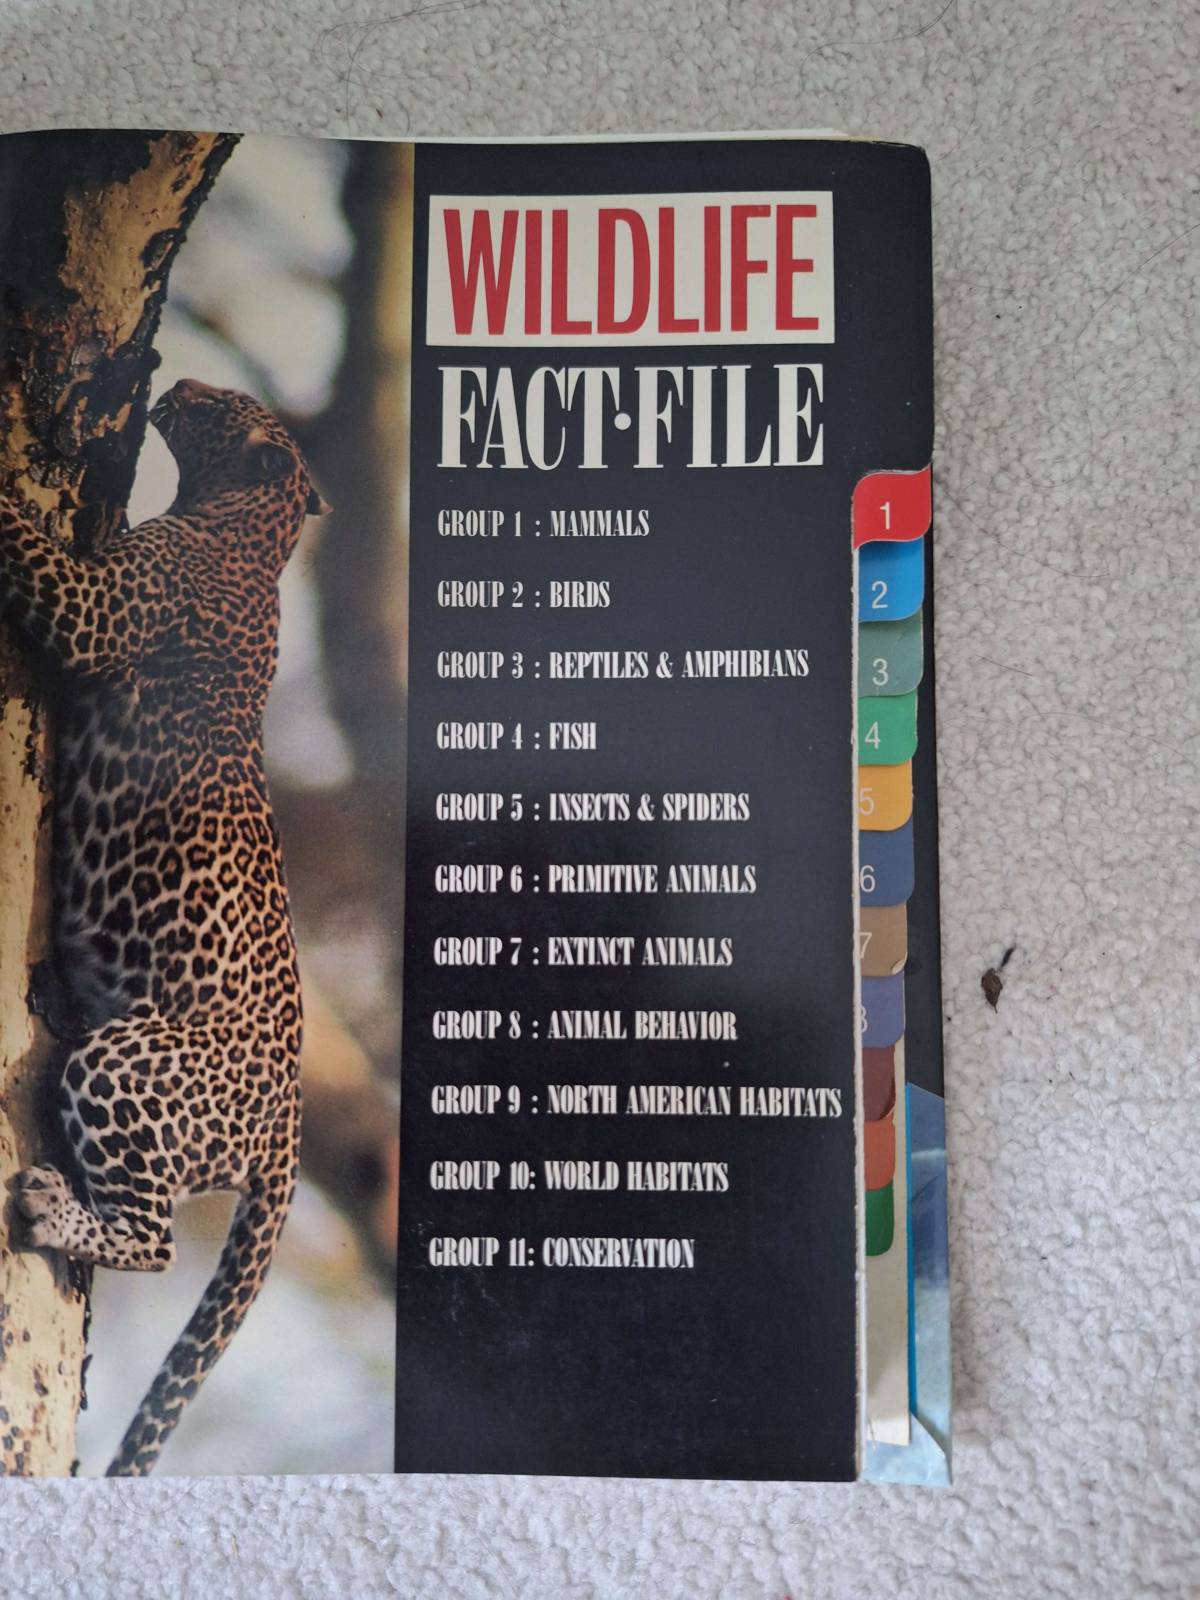 WILDLIFE
FACT·FILE
GROUP 1 : MAMMALS
GROUP 2 : BIRDS
GROUP 3 : REPTILES & AMPHIBIANS
GROUP 4 : FISH
GROUP 5 : INSECTS & SPIDERS
GROUP 6 : PRIMITIVE ANIMALS
GROUP 7 : EXTINCT ANIMALS
GROUP 8 : ANIMAL BEHAVIOR
GROUP 9 : NORTH AMERICAN HABITATS
GROUP 10: WORLD HABITATS
GROUP 11: CONSERVATION
1
2
3
4
5
6
7
8